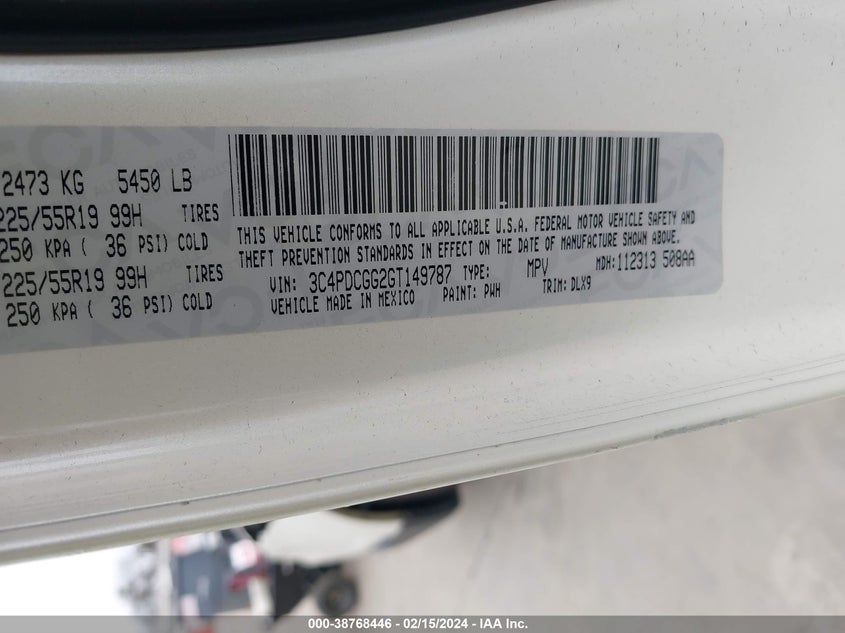 2473 KG 5450 LB
225/55R19 99H TIRES
250 KPA ( 36 PSI) COLD
225/55R19 99H TIRES
250 KPA ( 36 PSI) COLD
THIS VEHICLE CONFORMS TO ALL APPLICABLE U.S.A. FEDERAL MOTOR VEHICLE SAFETY AND
THEFT PREVENTION STANDARDS IN EFFECT ON THE DATE OF MANUFACTURE SHOWN ABOVE.
VIN: 3C4PDCGG2GT149787 TYPE: MPV MDH: 112313 508AA
VEHICLE MADE IN MEXICO PAINT: PWH TRIM: DLX9
000-38768446 - 02/15/2024 - IAA Inc.